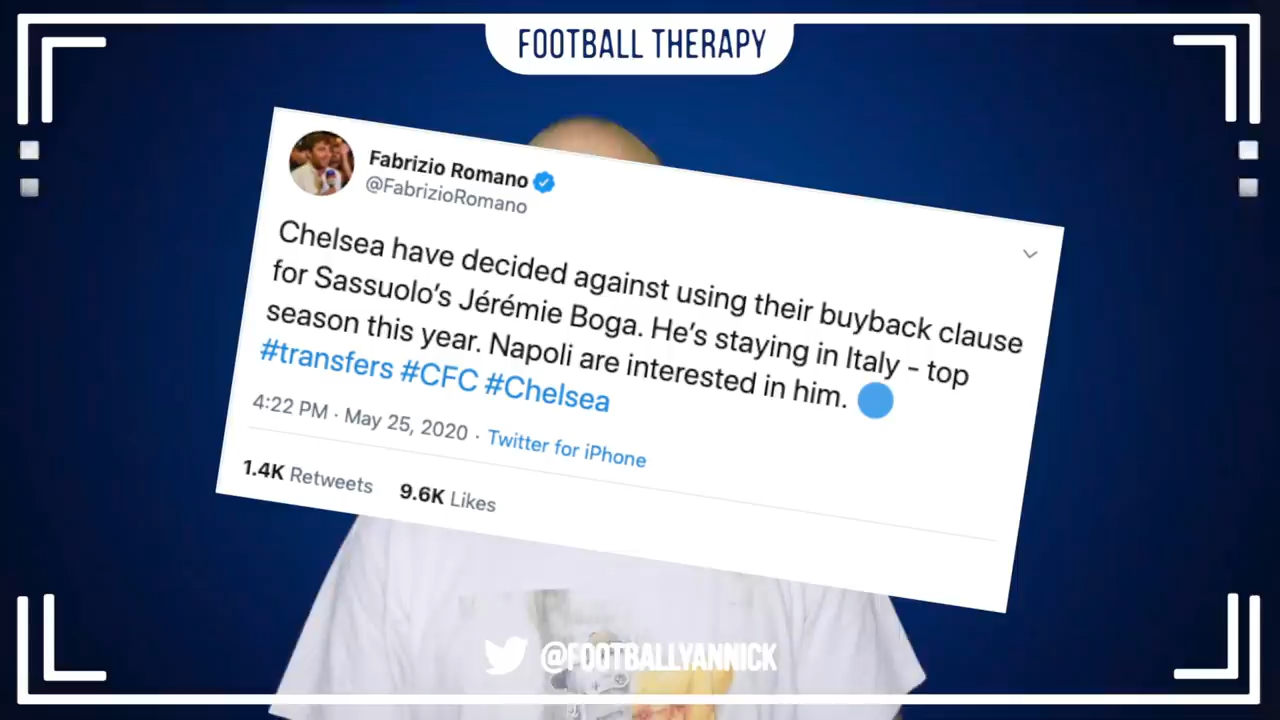 FOOTBALL THERAPY
Fabrizio Romano
@FabrizioRomano
Chelsea have decided against using their buyback clause
for Sassuolo’s Jérémie Boga. He’s staying in Italy - top
season this year. Napoli are interested in him.
#transfers #CFC #Chelsea
4:22 PM · May 25, 2020 · Twitter for iPhone
1.4K Retweets 9.6K Likes
@FOOTBALLYANNICK